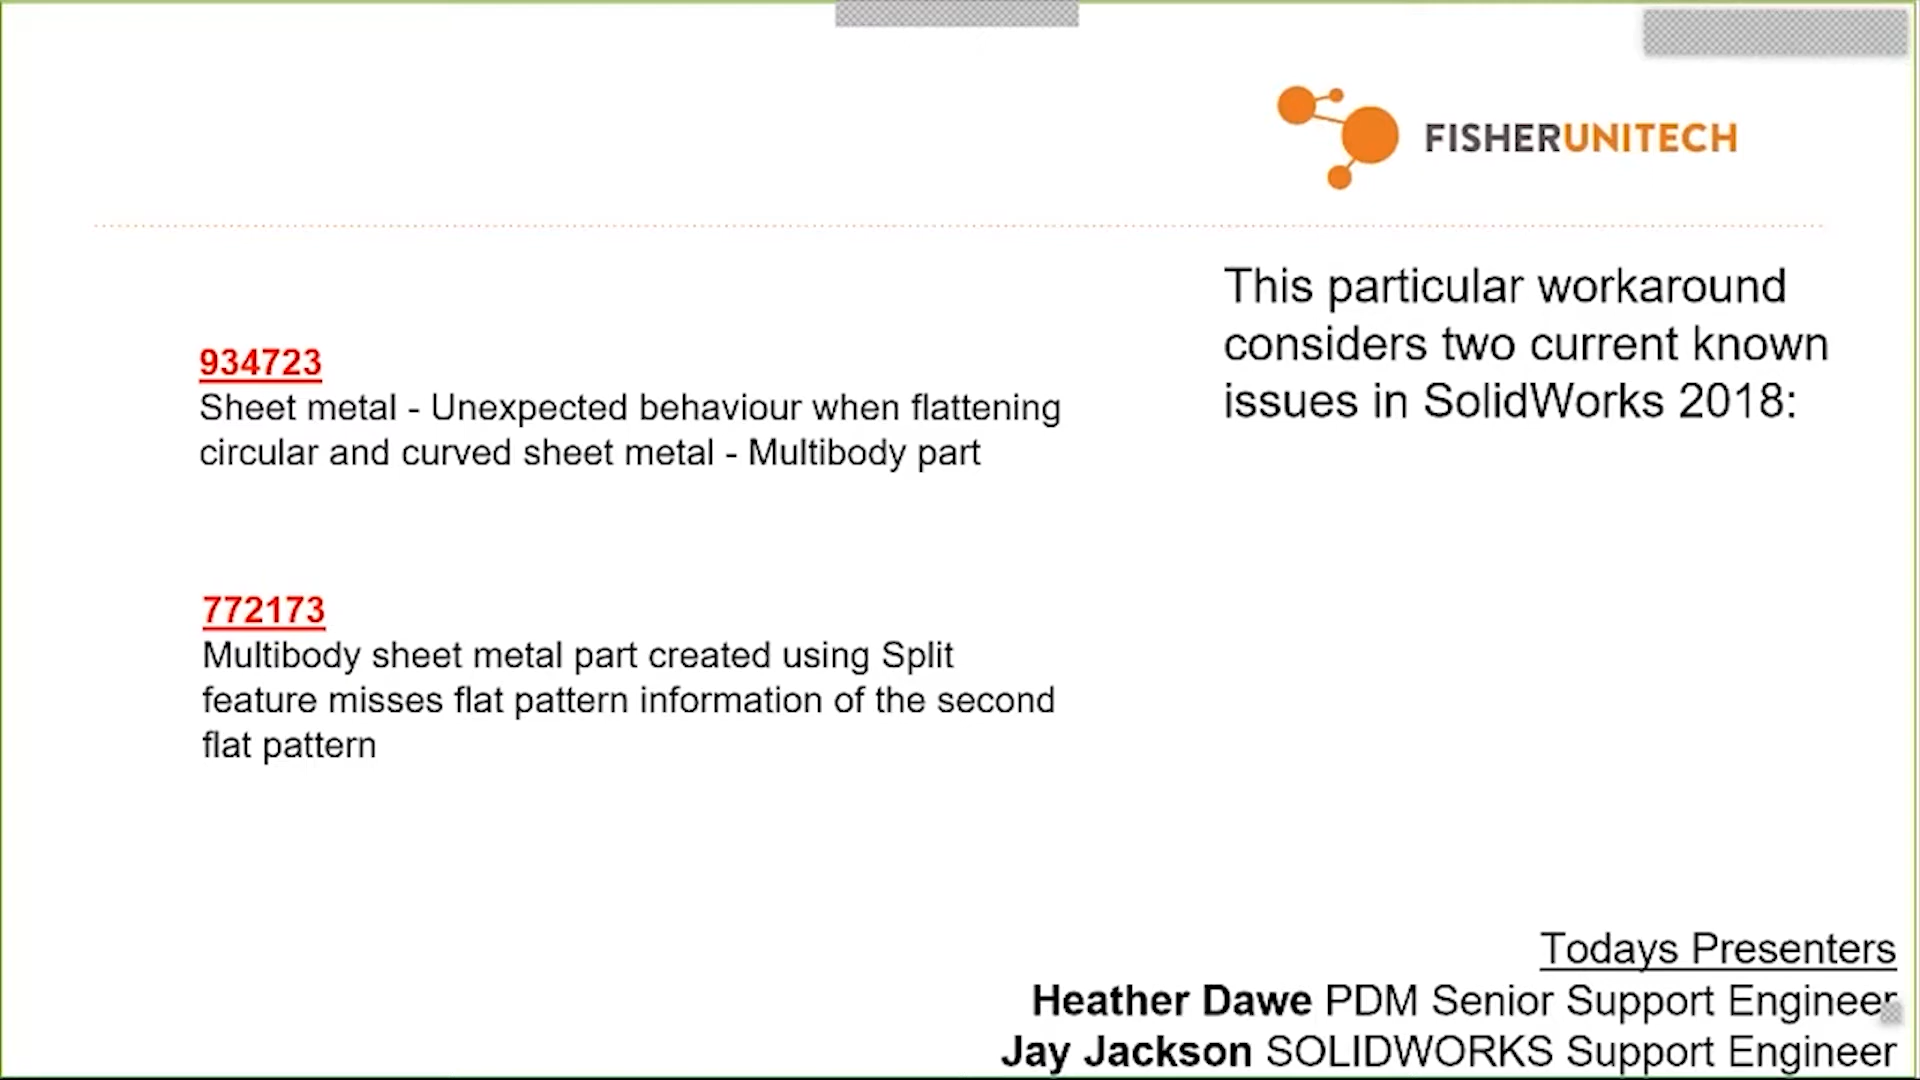 FISHERUNITECH
This particular workaround
considers two current known
issues in SolidWorks 2018:
934723
Sheet metal - Unexpected behaviour when flattening
circular and curved sheet metal - Multibody part
772173
Multibody sheet metal part created using Split
feature misses flat pattern information of the second
flat pattern
Todays Presenters
Heather Dawe PDM Senior Support Engineer
Jay Jackson SOLIDWORKS Support Engineer